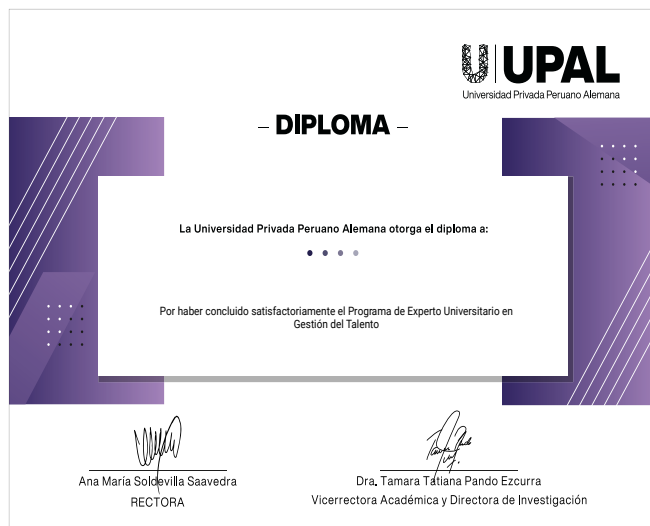 UPAL
Universidad Privada Peruano Alemana
– DIPLOMA –
La Universidad Privada Peruano Alemana otorga el diploma a:
Por haber concluido satisfactoriamente el Programa de Experto Universitario en
Gestión del Talento
Ana María Soldevilla Saavedra
RECTORA
Dra. Tamara Tatiana Pando Ezcurra
Vicerrectora Académica y Directora de Investigación